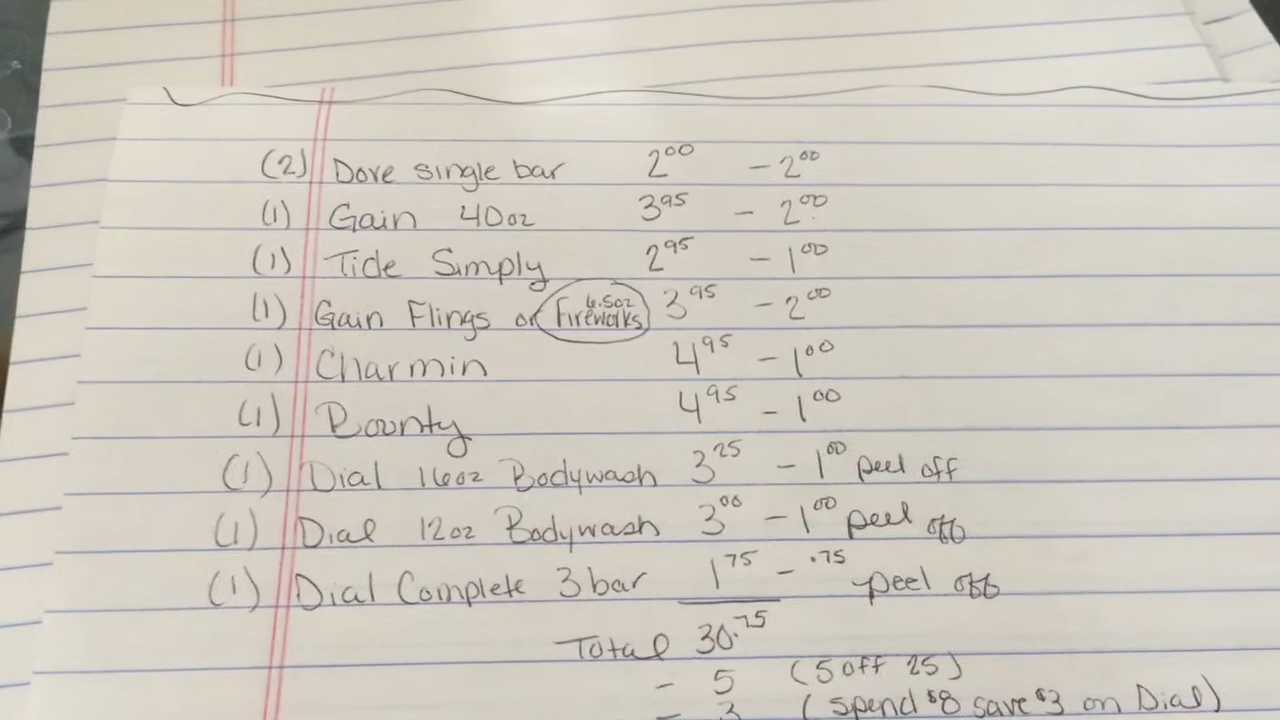 (2) Dove single bar 2.00 - 2.00
(1) Gain 40oz 3.95 - 2.00
(1) Tide Simply 2.95 - 1.00
(1) Gain Flings or Fireworks 6.5oz 3.95 - 2.00
(1) Charmin 4.95 - 1.00
(1) Bounty 4.95 - 1.00
(1) Dial 16oz Bodywash 3.25 - 1.00 peel off
(1) Dial 12oz Bodywash 3.00 - 1.00 peel off
(1) Dial Complete 3 bar 1.75 - .75 peel off
Total 30.75
- 5 (5 off 25)
- 3 (spend $8 save $3 on Dial)